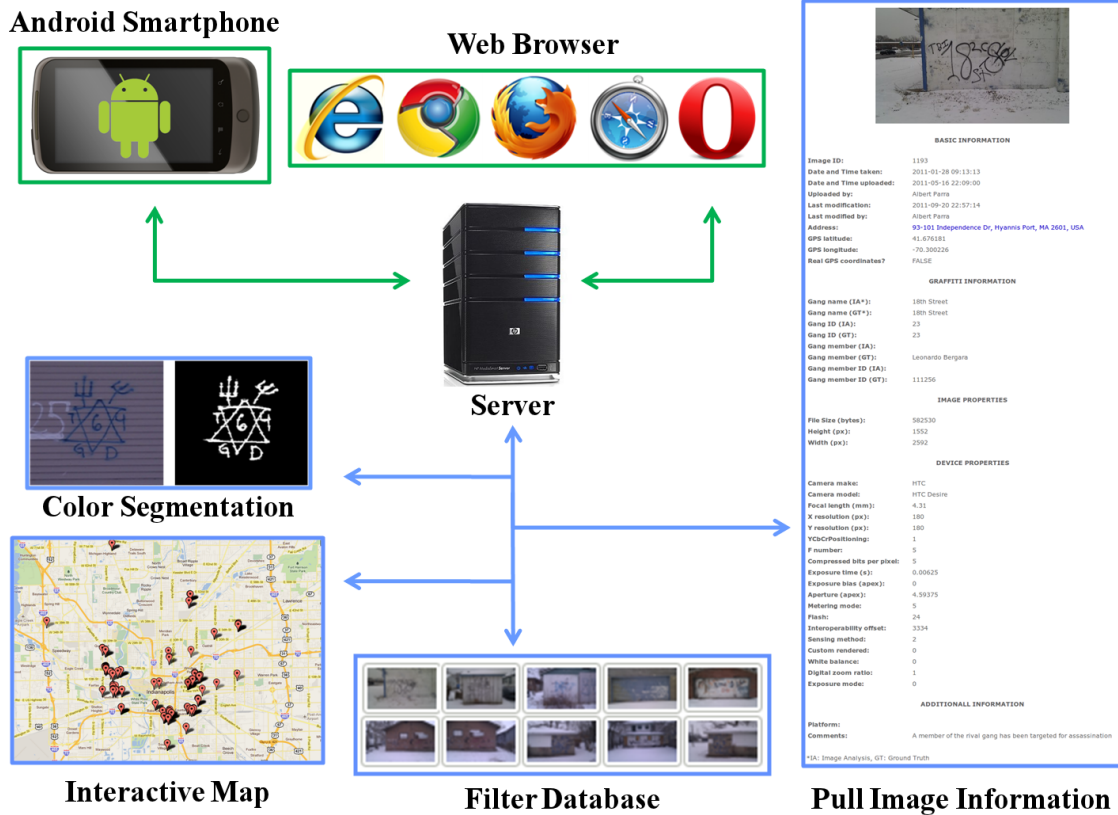 Android Smartphone
Web Browser
Server
Color Segmentation
Interactive Map
Indianapolis
Filter Database
BASIC INFORMATION
Image ID: 1193
Date and Time taken: 2011-01-28 09:13:13
Date and Time uploaded: 2011-05-16 22:09:00
Uploaded by: Albert Parra
Last modification: 2011-09-20 22:57:14
Last modified by: Albert Parra
Address: 93-101 Independence Dr, Hyannis Port, MA 2601, USA
GPS latitude: 41.676181
GPS longitude: -70.300226
Real GPS coordinates? FALSE
GRAFFITI INFORMATION
Gang name (IA*): 18th Street
Gang name (GT*): 18th Street
Gang ID (IA): 23
Gang ID (GT): 23
Gang member (IA):
Gang member (GT): Leonardo Bergara
Gang member ID (IA):
Gang member ID (GT): 111256
IMAGE PROPERTIES
File Size (bytes): 582530
Height (px): 1552
Width (px): 2592
DEVICE PROPERTIES
Camera make: HTC
Camera model: HTC Desire
Focal length (mm): 4.31
X resolution (px): 180
Y resolution (px): 180
YCbCrPositioning: 1
F number: 5
Compressed bits per pixel: 5
Exposure time (s): 0.00625
Exposure bias (apex): 0
Aperture (apex): 4.59375
Metering mode: 5
Flash: 24
Interoperability offset: 3334
Sensing method: 2
Custom rendered: 0
White balance: 0
Digital zoom ratio: 1
Exposure mode: 0
ADDITIONALL INFORMATION
Platform:
Comments: A member of the rival gang has been targeted for assassination
*IA: Image Analysis, GT: Ground Truth
Pull Image Information